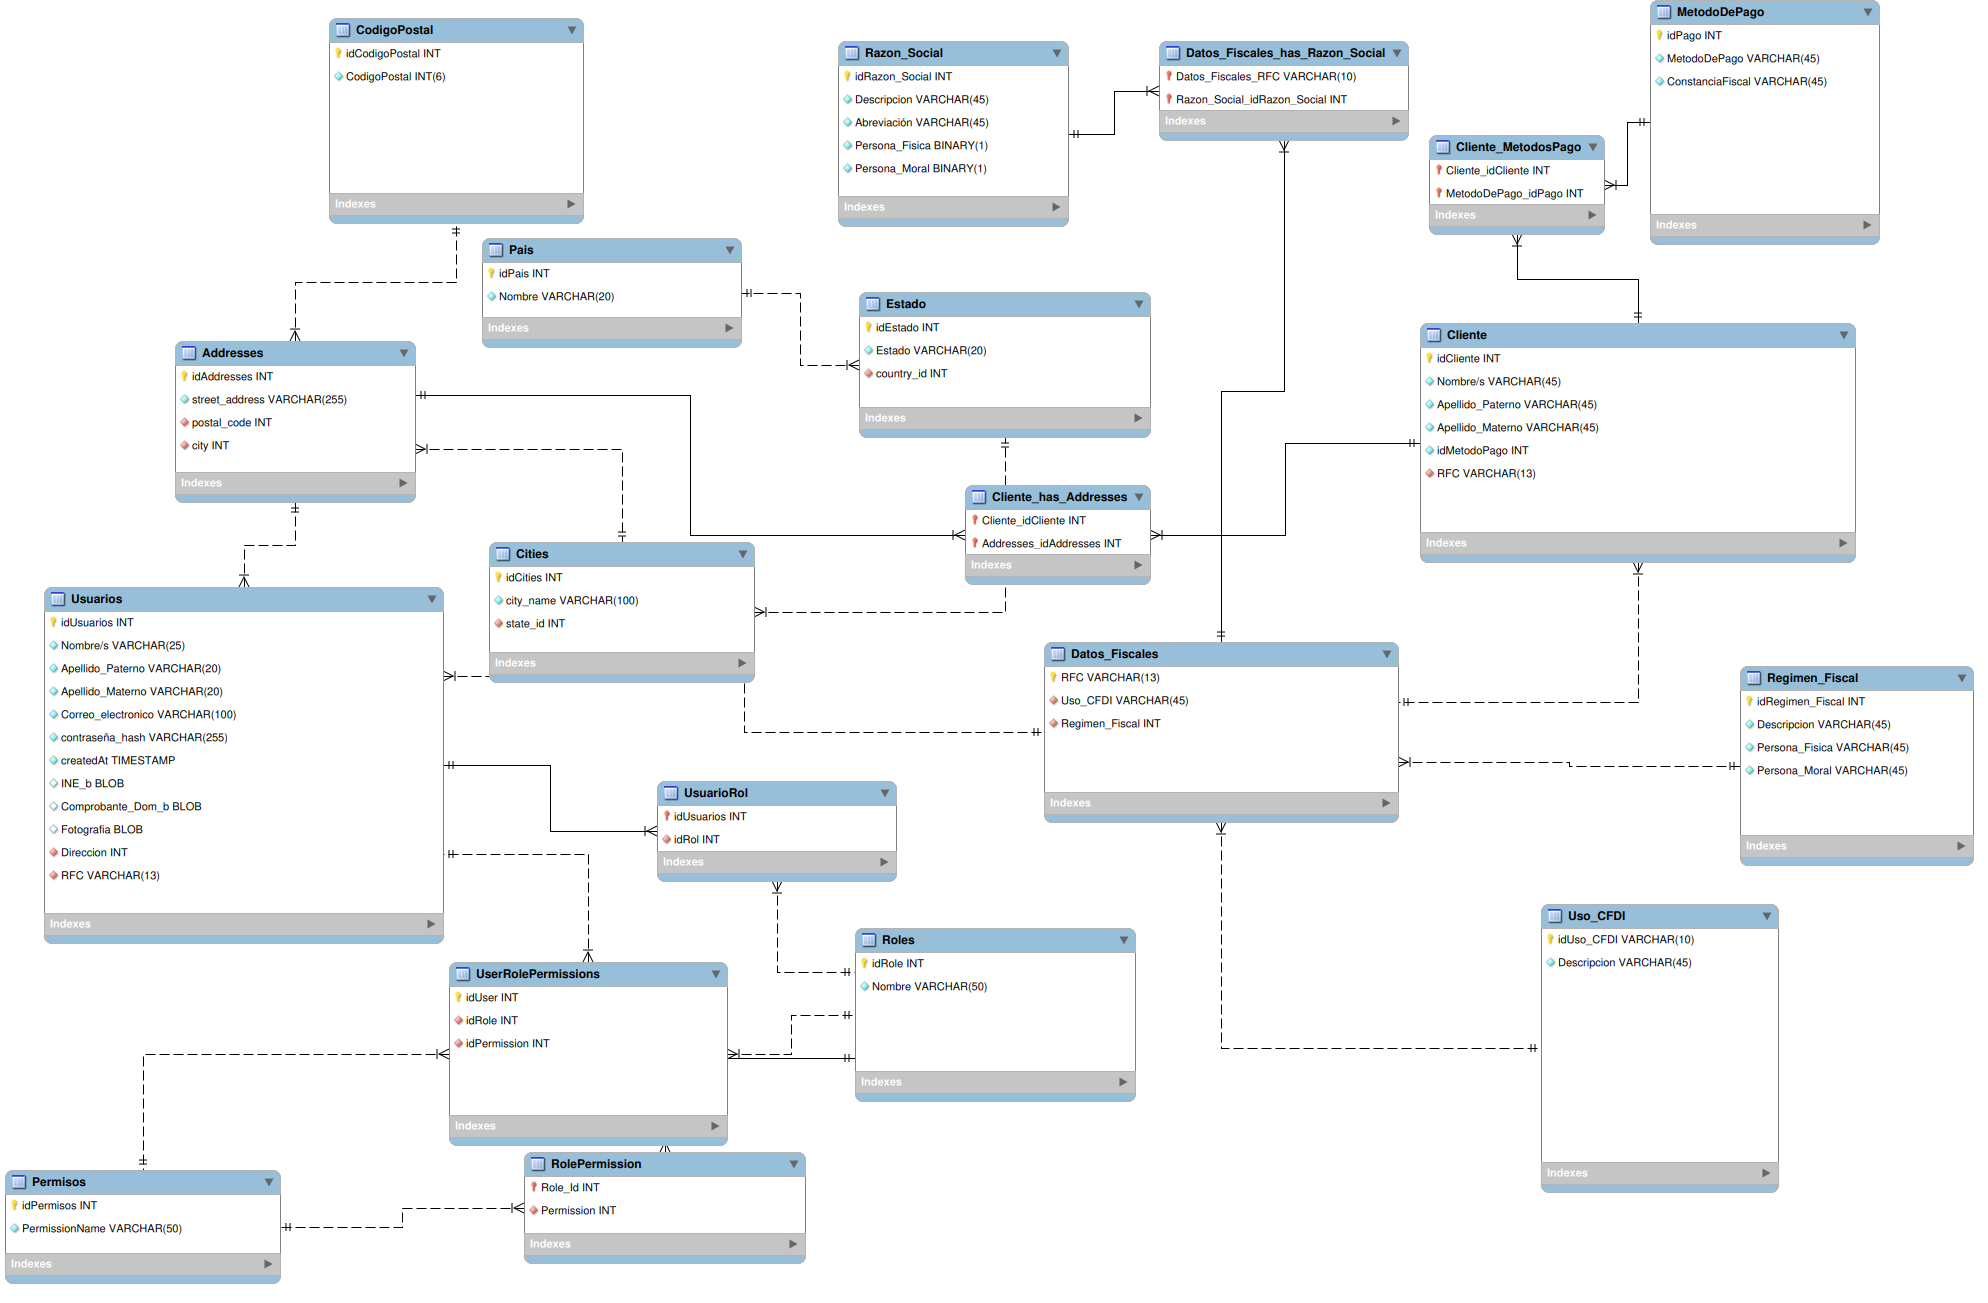 CodigoPostal
idCodigoPostal INT
CodigoPostal INT(6)
Indexes
Razon_Social
idRazon_Social INT
Descripcion VARCHAR(45)
Abreviación VARCHAR(45)
Persona_Fisica BINARY(1)
Persona_Moral BINARY(1)
Indexes
Datos_Fiscales_has_Razon_Social
Datos_Fiscales_RFC VARCHAR(10)
Razon_Social_idRazon_Social INT
Indexes
MetodoDePago
idPago INT
MetodoDePago VARCHAR(45)
ConstanciaFiscal VARCHAR(45)
Indexes
Cliente_MetodosPago
Cliente_idCliente INT
MetodoDePago_idPago INT
Indexes
Pais
idPais INT
Nombre VARCHAR(20)
Indexes
Estado
idEstado INT
Estado VARCHAR(20)
country_id INT
Indexes
Cliente
idCliente INT
Nombre/s VARCHAR(45)
Apellido_Paterno VARCHAR(45)
Apellido_Materno VARCHAR(45)
idMetodoPago INT
RFC VARCHAR(13)
Indexes
Addresses
idAddresses INT
street_address VARCHAR(255)
postal_code INT
city INT
Indexes
Cliente_has_Addresses
Cliente_idCliente INT
Addresses_idAddresses INT
Indexes
Cities
idCities INT
city_name VARCHAR(100)
state_id INT
Indexes
Usuarios
idUsuarios INT
Nombre/s VARCHAR(25)
Apellido_Paterno VARCHAR(20)
Apellido_Materno VARCHAR(20)
Correo_electronico VARCHAR(100)
contraseña_hash VARCHAR(255)
createdAt TIMESTAMP
INE_b BLOB
Comprobante_Dom_b BLOB
Fotografia BLOB
Direccion INT
RFC VARCHAR(13)
Indexes
Datos_Fiscales
RFC VARCHAR(13)
Uso_CFDI VARCHAR(45)
Regimen_Fiscal INT
Indexes
Regimen_Fiscal
idRegimen_Fiscal INT
Descripcion VARCHAR(45)
Persona_Fisica VARCHAR(45)
Persona_Moral VARCHAR(45)
Indexes
UsuarioRol
idUsuarios INT
idRol INT
Indexes
Uso_CFDI
idUso_CFDI VARCHAR(10)
Descripcion VARCHAR(45)
Indexes
Roles
idRole INT
Nombre VARCHAR(50)
Indexes
UserRolePermissions
idUser INT
idRole INT
idPermission INT
Indexes
RolePermission
Role_Id INT
Permission INT
Indexes
Permisos
idPermisos INT
PermissionName VARCHAR(50)
Indexes